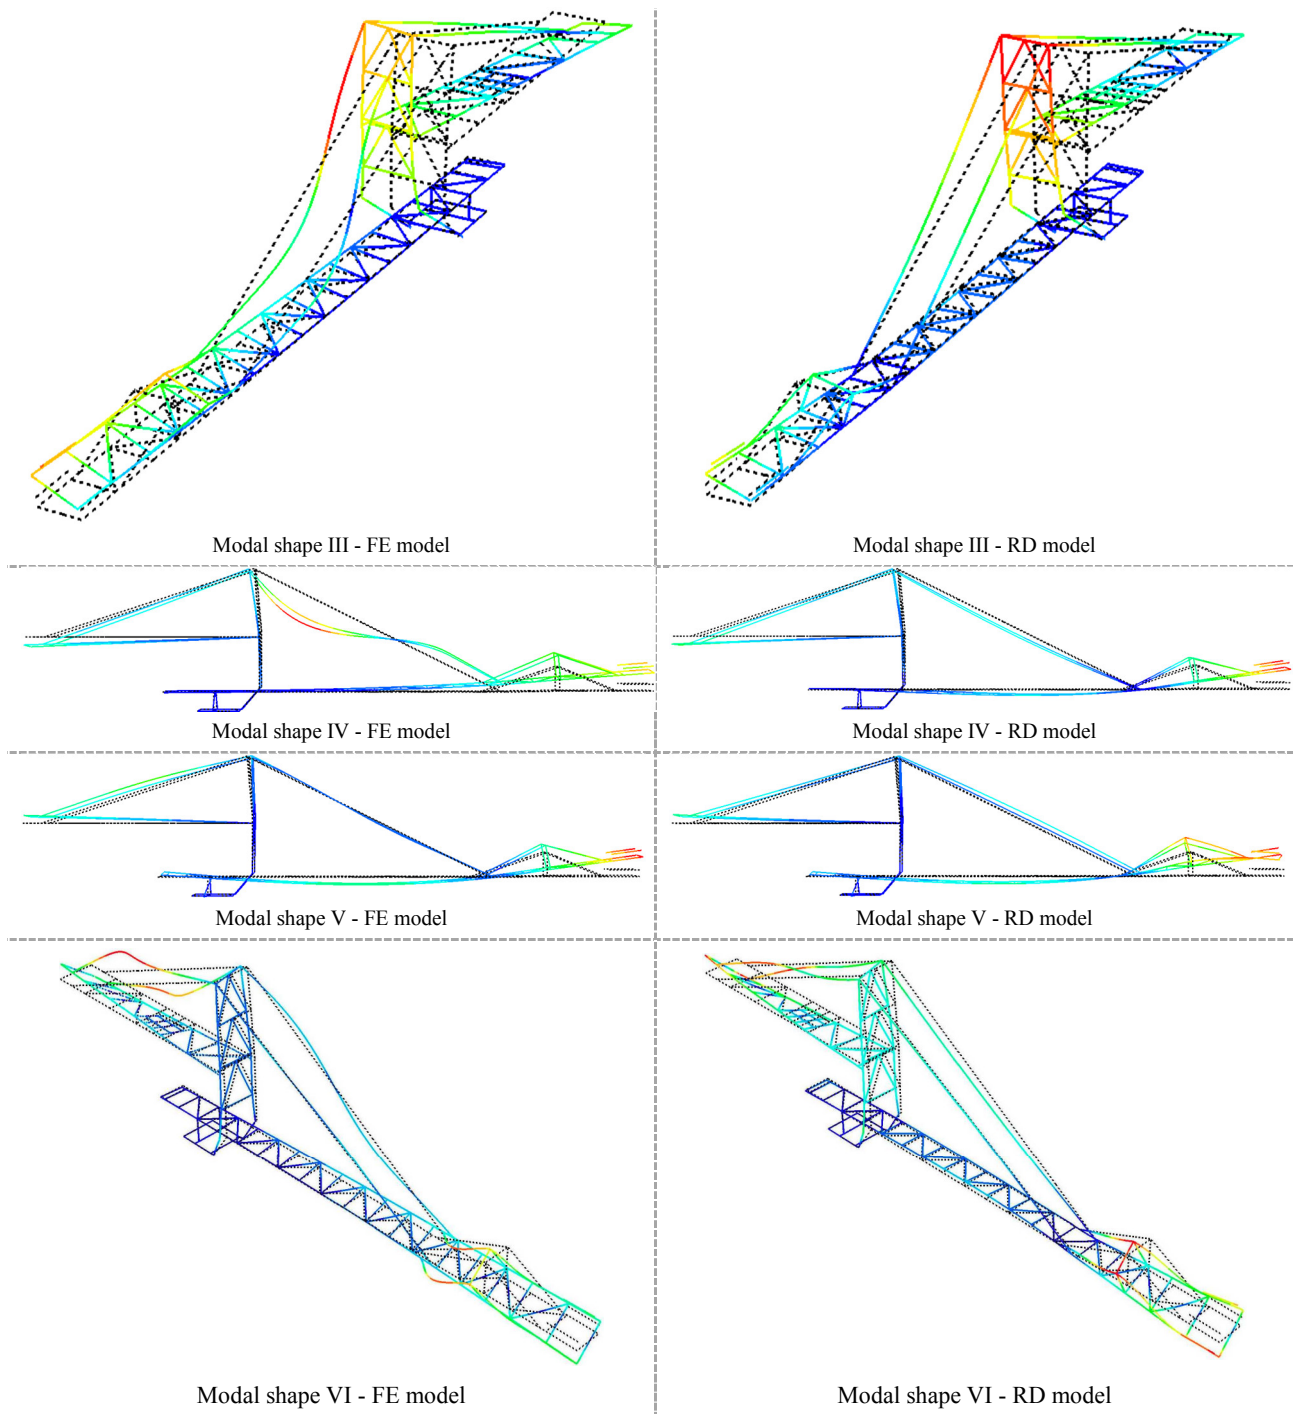 Modal shape III - FE model
Modal shape III - RD model
Modal shape IV - FE model
Modal shape IV - RD model
Modal shape V - FE model
Modal shape V - RD model
Modal shape VI - FE model
Modal shape VI - RD model